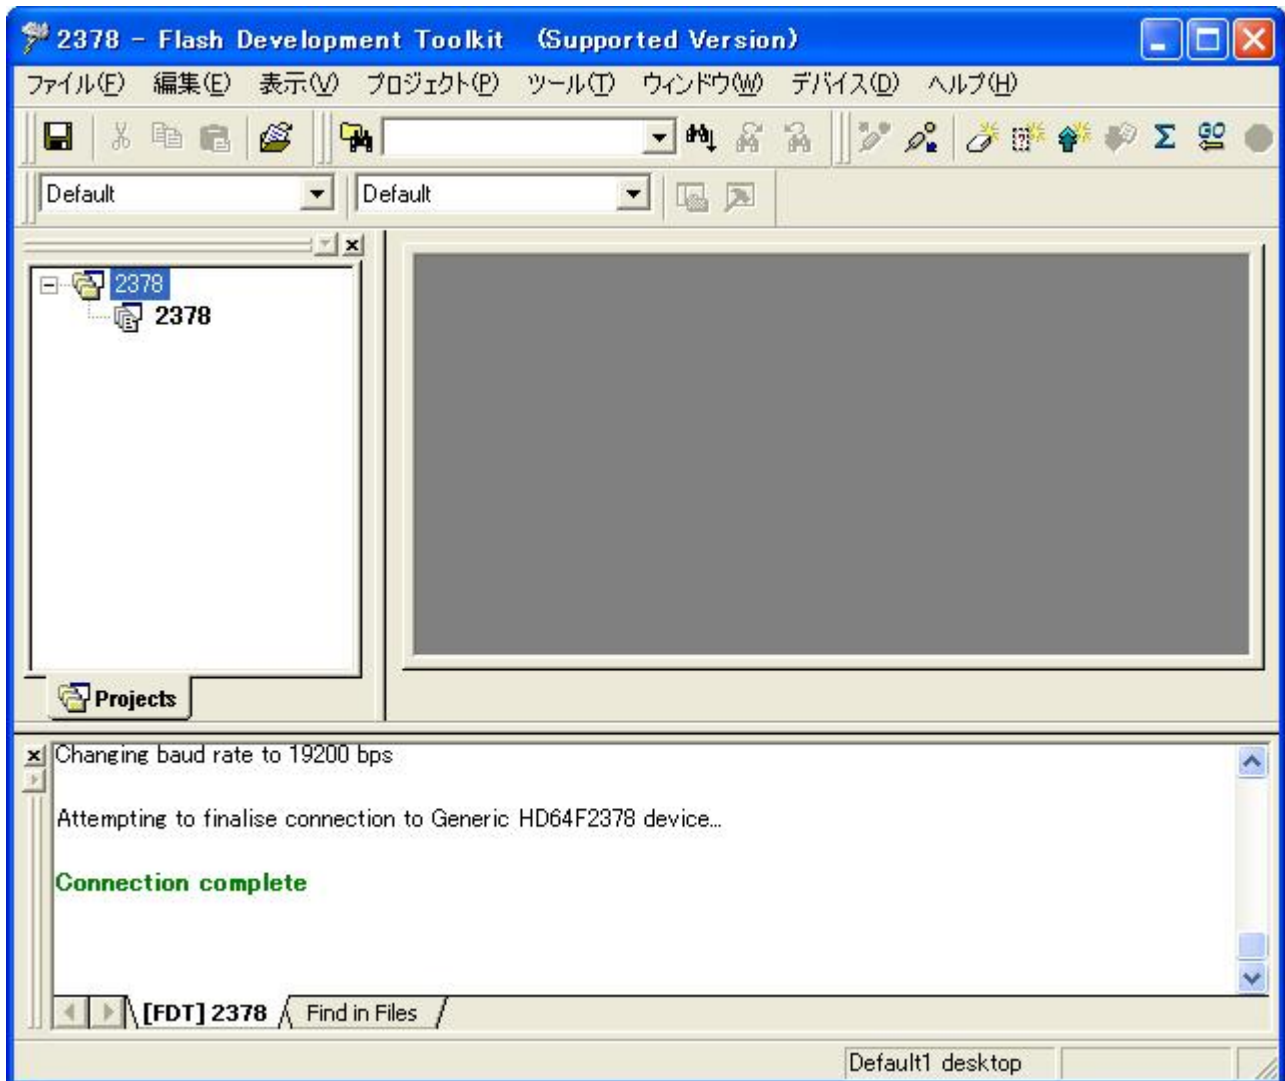 2378 - Flash Development Toolkit (Supported Version)
ファイル(F) 編集(E) 表示(V) プロジェクト(P) ツール(T) ウィンドウ(W) デバイス(D) ヘルプ(H)
GO
Default Default
2378
2378
Projects
Changing baud rate to 19200 bps
Attempting to finalise connection to Generic HD64F2378 device...
Connection complete
[FDT] 2378 Find in Files
Default1 desktop